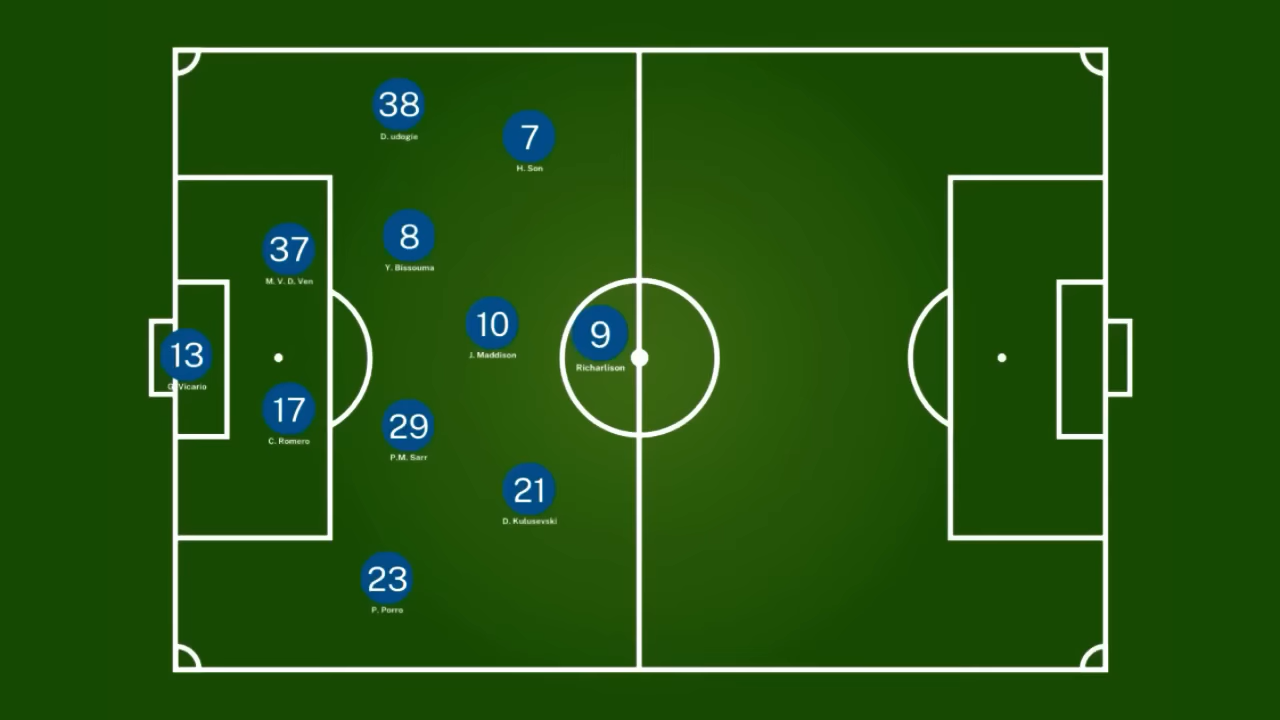 38
D. udogie
7
H. Son
37
M. V. D. Ven
8
Y. Bissouma
10
J. Maddison
9
Richarlison
13
G. Vicario
17
C. Romero
29
P.M. Sarr
21
D. Kulusevski
23
P. Porro